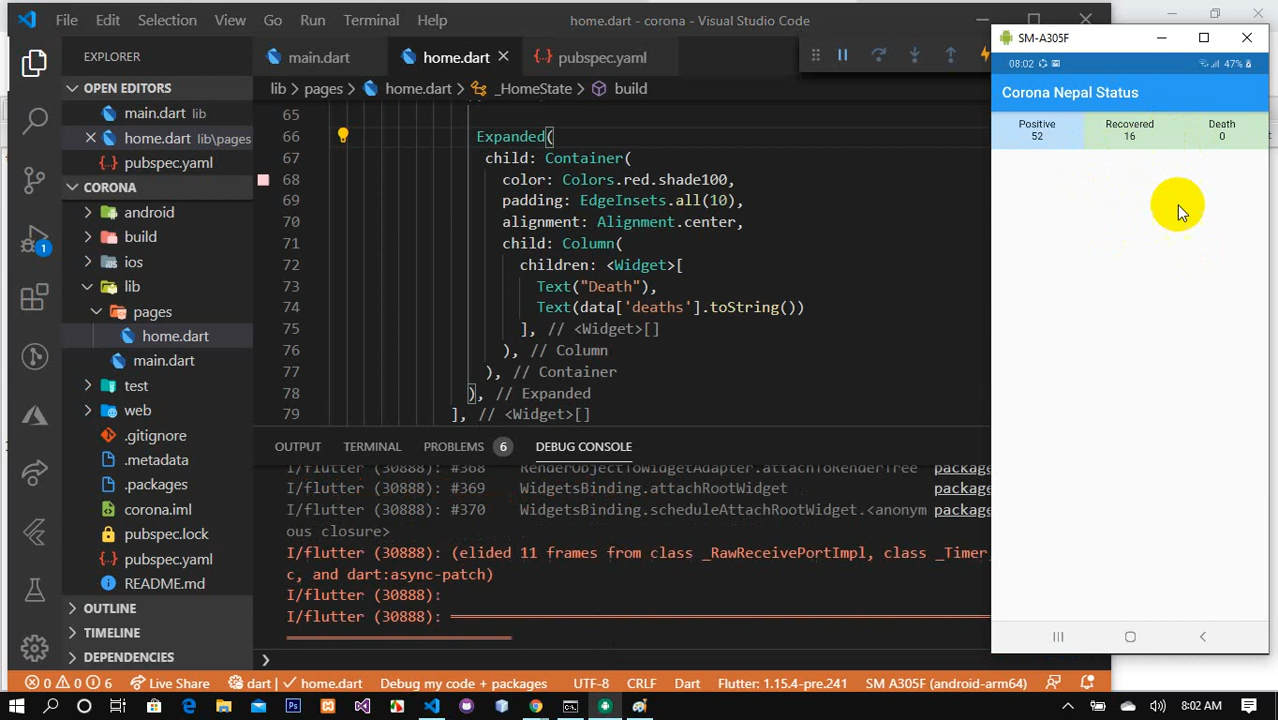 File Edit Selection View Go Run Terminal Help home.dart - corona - Visual Studio Code
EXPLORER
OPEN EDITORS
main.dart lib
home.dart lib\pages
pubspec.yaml
CORONA
android
build
ios
lib
pages
home.dart
main.dart
test
web
.gitignore
.metadata
.packages
corona.iml
pubspec.lock
pubspec.yaml
README.md
OUTLINE
TIMELINE
DEPENDENCIES
1
main.dart home.dart pubspec.yaml
lib > pages > home.dart > _HomeState > build
65
66 Expanded(
67 child: Container(
68 color: Colors.red.shade100,
69 padding: EdgeInsets.all(10),
70 alignment: Alignment.center,
71 child: Column(
72 children: <Widget>[
73 Text("Death"),
74 Text(data['deaths'].toString())
75 ], // <Widget>[]
76 ), // Column
77 ), // Container
78 ), // Expanded
79 ], // <Widget>[]
OUTPUT TERMINAL PROBLEMS 6 DEBUG CONSOLE
I/flutter (30888): #368 RenderObjectToWidgetAdapter.attachToRenderTree package
I/flutter (30888): #369 WidgetsBinding.attachRootWidget package
I/flutter (30888): #370 WidgetsBinding.scheduleAttachRootWidget.<anonym package
ous closure>
I/flutter (30888): (elided 11 frames from class _RawReceivePortImpl, class _Timer,
c, and dart:async-patch)
I/flutter (30888):
I/flutter (30888): ════════════════════════
SM-A305F
08:02 47%
Corona Nepal Status
Positive Recovered Death
52 16 0
0 0 6 Live Share dart | ✓ home.dart Debug my code + packages UTF-8 CRLF Dart Flutter: 1.15.4-pre.241 SM A305F (android-arm64)
8:02 AM